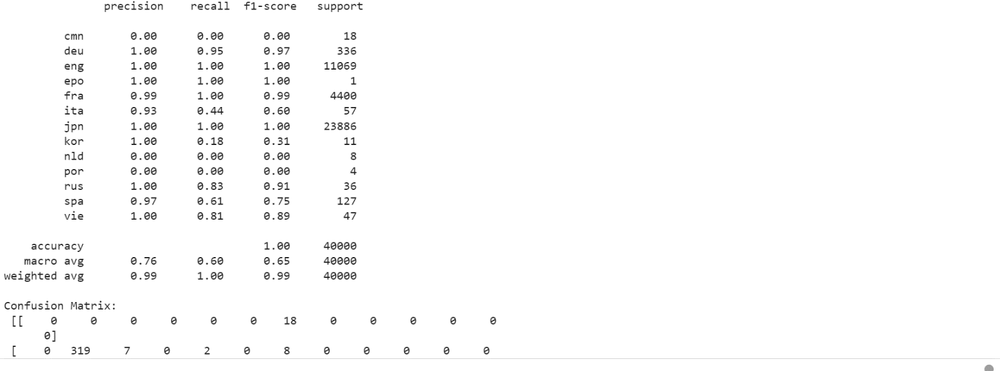 precision recall f1-score support
cmn 0.00 0.00 0.00 18
deu 1.00 0.95 0.97 336
eng 1.00 1.00 1.00 11069
epo 1.00 1.00 1.00 1
fra 0.99 1.00 0.99 4400
ita 0.93 0.44 0.60 57
jpn 1.00 1.00 1.00 23886
kor 1.00 0.18 0.31 11
nld 0.00 0.00 0.00 8
por 0.00 0.00 0.00 4
rus 1.00 0.83 0.91 36
spa 0.97 0.61 0.75 127
vie 1.00 0.81 0.89 47
accuracy 1.00 40000
macro avg 0.76 0.60 0.65 40000
weighted avg 0.99 1.00 0.99 40000
Confusion Matrix:
[[ 0 0 0 0 0 0 18 0 0 0 0 0
0]
[ 0 319 7 0 2 0 8 0 0 0 0 0